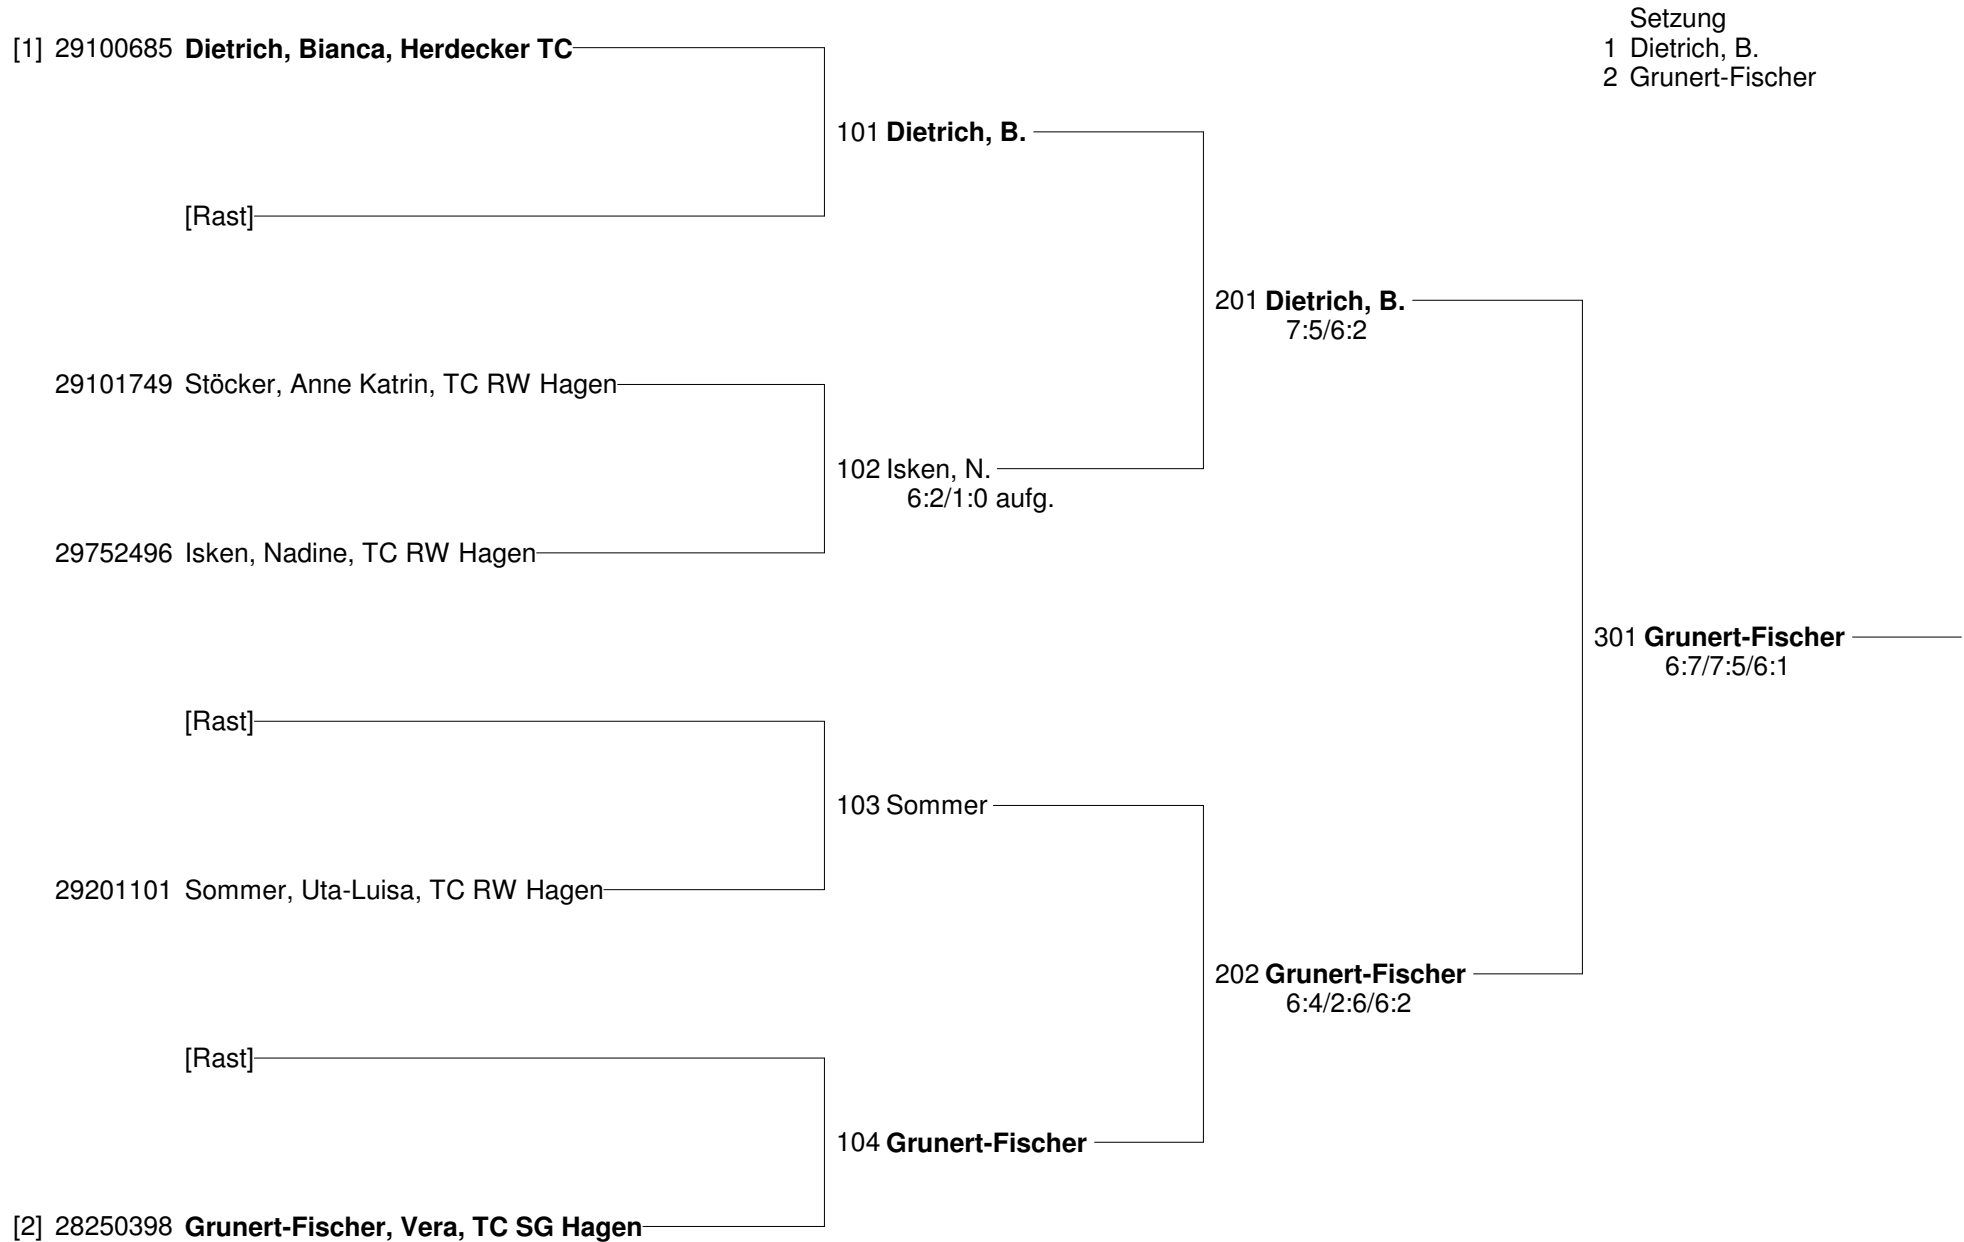 Setzung
[1] 29100685 Dietrich, Bianca, Herdecker TC
1 Dietrich, B.
2 Grunert-Fischer
101 Dietrich, B.
[Rast]
201 Dietrich, B.
7:5/6:2
29101749 Stöcker, Anne Katrin, TC RW Hagen
102 Isken, N.
6:2/1:0 aufg.
29752496 Isken, Nadine, TC RW Hagen
301 Grunert-Fischer
6:7/7:5/6:1
[Rast]
103 Sommer
29201101 Sommer, Uta-Luisa, TC RW Hagen
202 Grunert-Fischer
6:4/2:6/6:2
[Rast]
104 Grunert-Fischer
[2] 28250398 Grunert-Fischer, Vera, TC SG Hagen